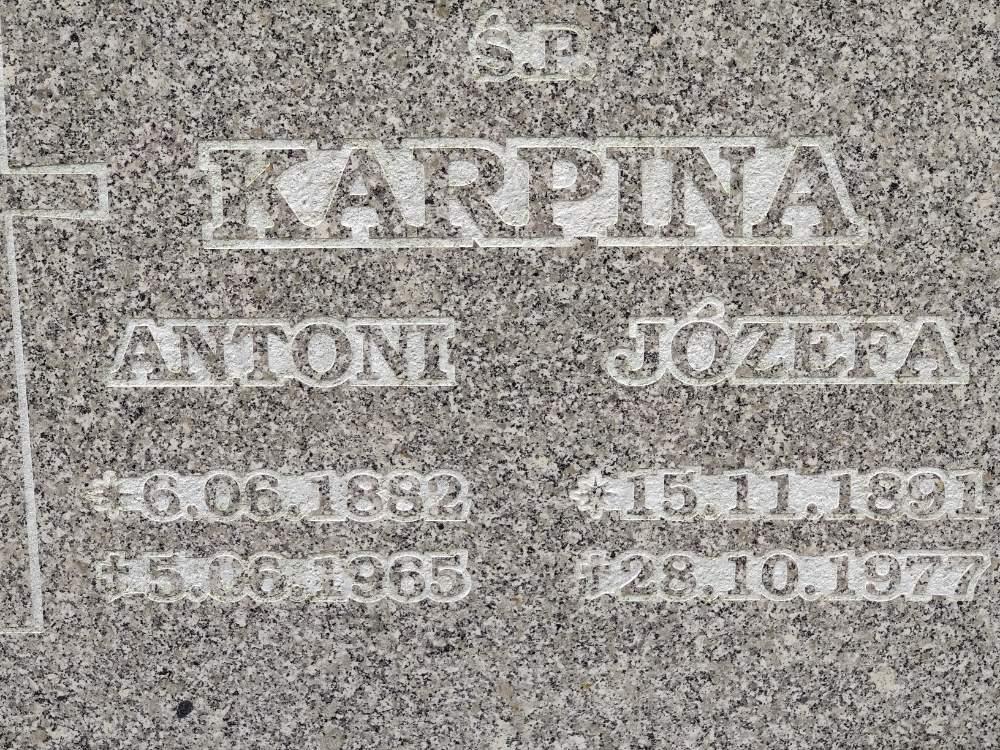 Ś.P.
KARPINA
ANTONI JÓZEFA
* 6.06.1882 * 15.11.1891
† 5.06.1965 † 28.10.1977